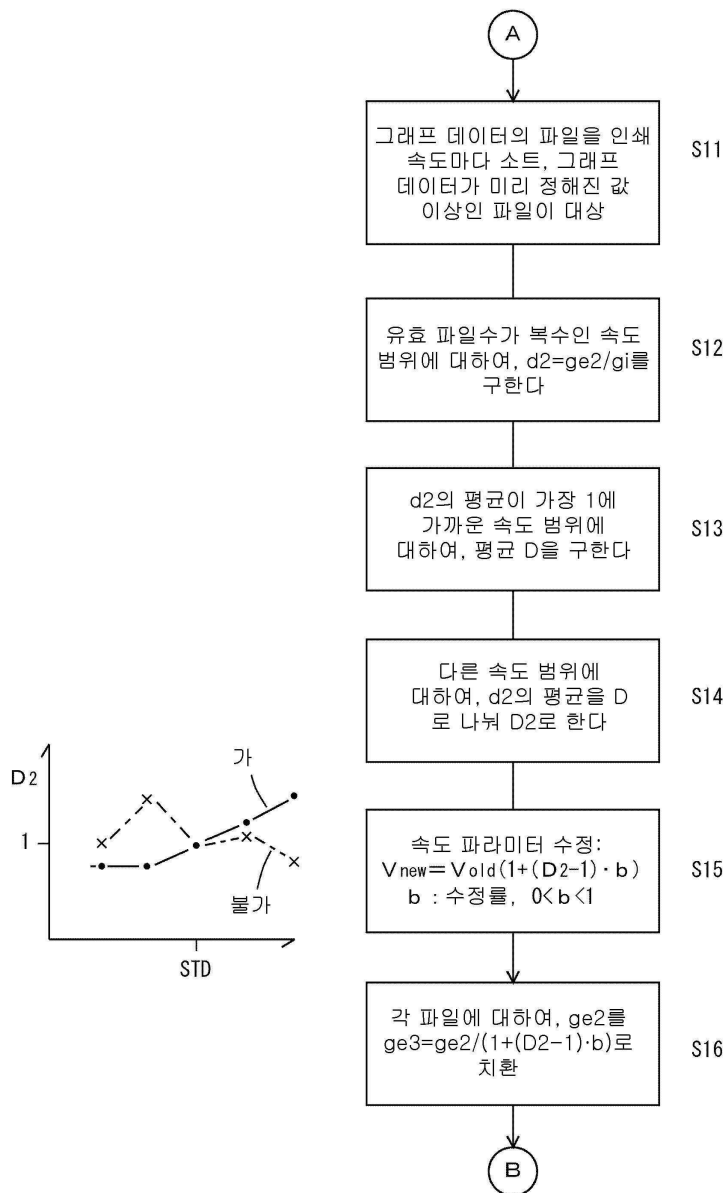 A
그래프 데이터의 파일을 인쇄
속도마다 소트, 그래프
데이터가 미리 정해진 값
이상인 파일이 대상
S11
유효 파일수가 복수인 속도
범위에 대하여, d2=ge2/gi를
구한다
S12
d2의 평균이 가장 1에
가까운 속도 범위에
대하여, 평균 D을 구한다
S13
다른 속도 범위에
대하여, d2의 평균을 D
로 나눠 D2로 한다
S14
D2
1
가
불가
STD
속도 파라미터 수정:
Vnew=Vold(1+(D2-1)·b)
b : 수정률, 0<b<1
S15
각 파일에 대하여, ge2를
ge3=ge2/(1+(D2-1)·b)로
치환
S16
B